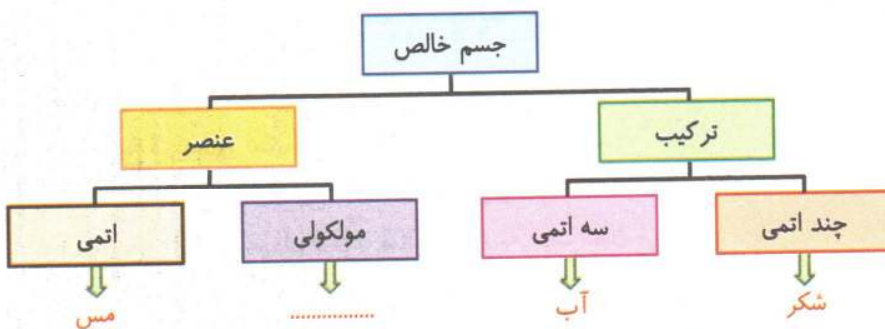 جسم خالص
ترکیب
عنصر
چند اتمی
سه اتمی
مولکولی
اتمی
شکر
آب
................
مس